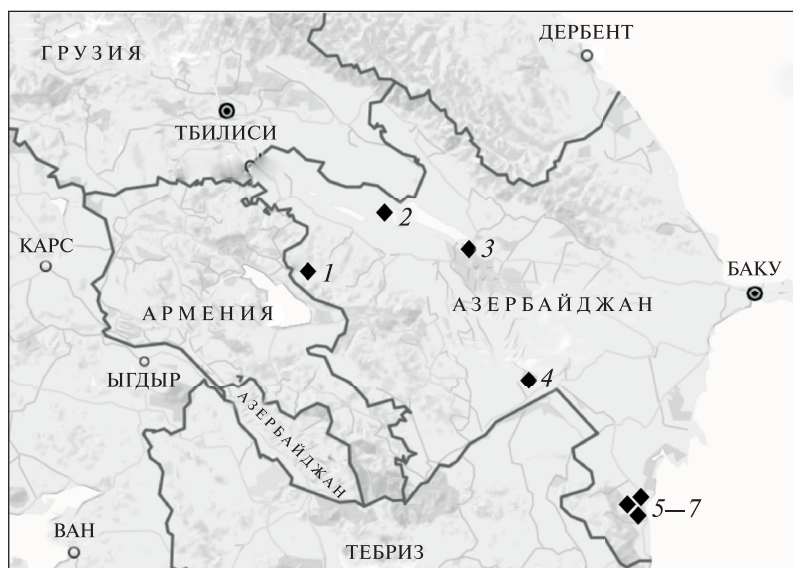 ДЕРБЕНТ
ГРУЗИЯ
ТБИЛИСИ
2
3
КАРС
1
БАКУ
АЗЕРБАЙДЖАН
АРМЕНИЯ
ЫГДЫР
4
АЗЕРБАЙДЖАН
5—7
ВАН
ТЕБРИЗ